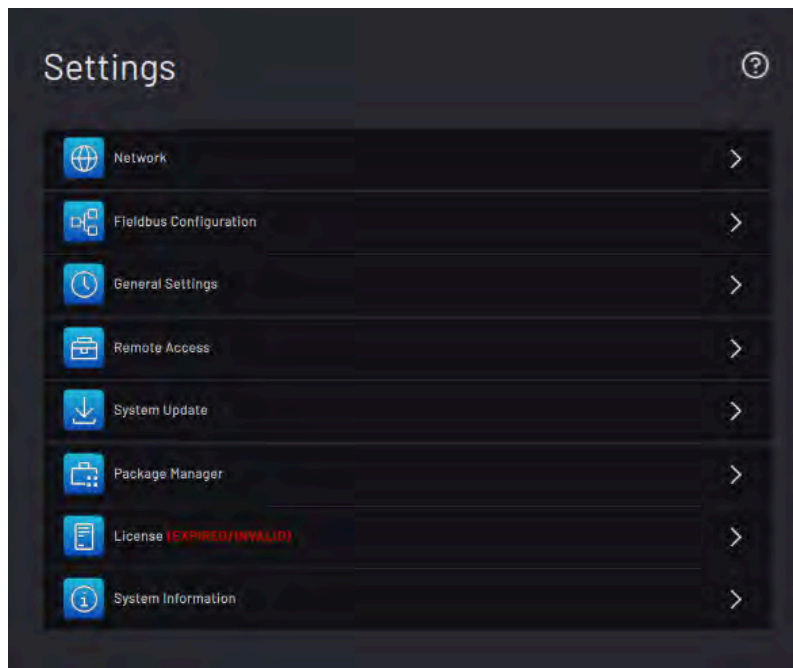 Settings
Network
Fieldbus Configuration
General Settings
Remote Access
System Update
Package Manager
License (EXPIRED/INVALID)
System Information